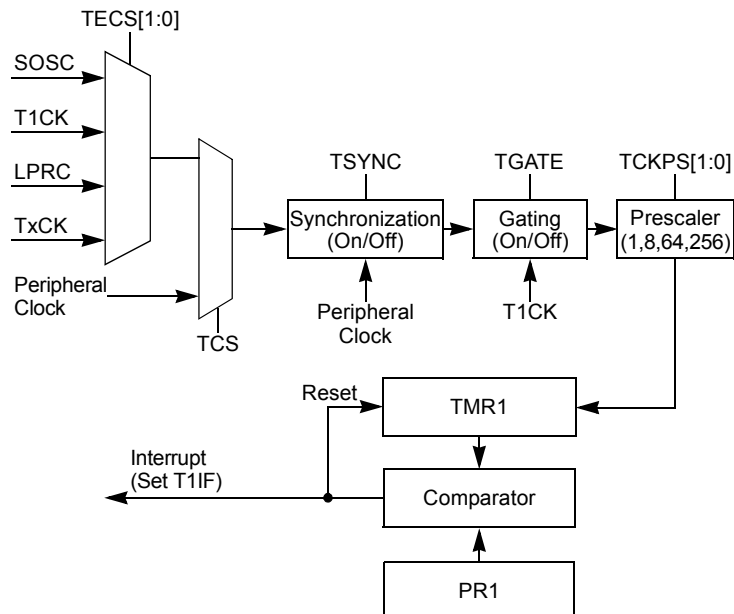 TECS[1:0]
SOSC
T1CK
LPRC
TxCK
Peripheral
Clock
TCS
TSYNC
Synchronization
(On/Off)
Peripheral
Clock
TGATE
Gating
(On/Off)
T1CK
TCKPS[1:0]
Prescaler
(1,8,64,256)
Reset
TMR1
Interrupt
(Set T1IF)
Comparator
PR1